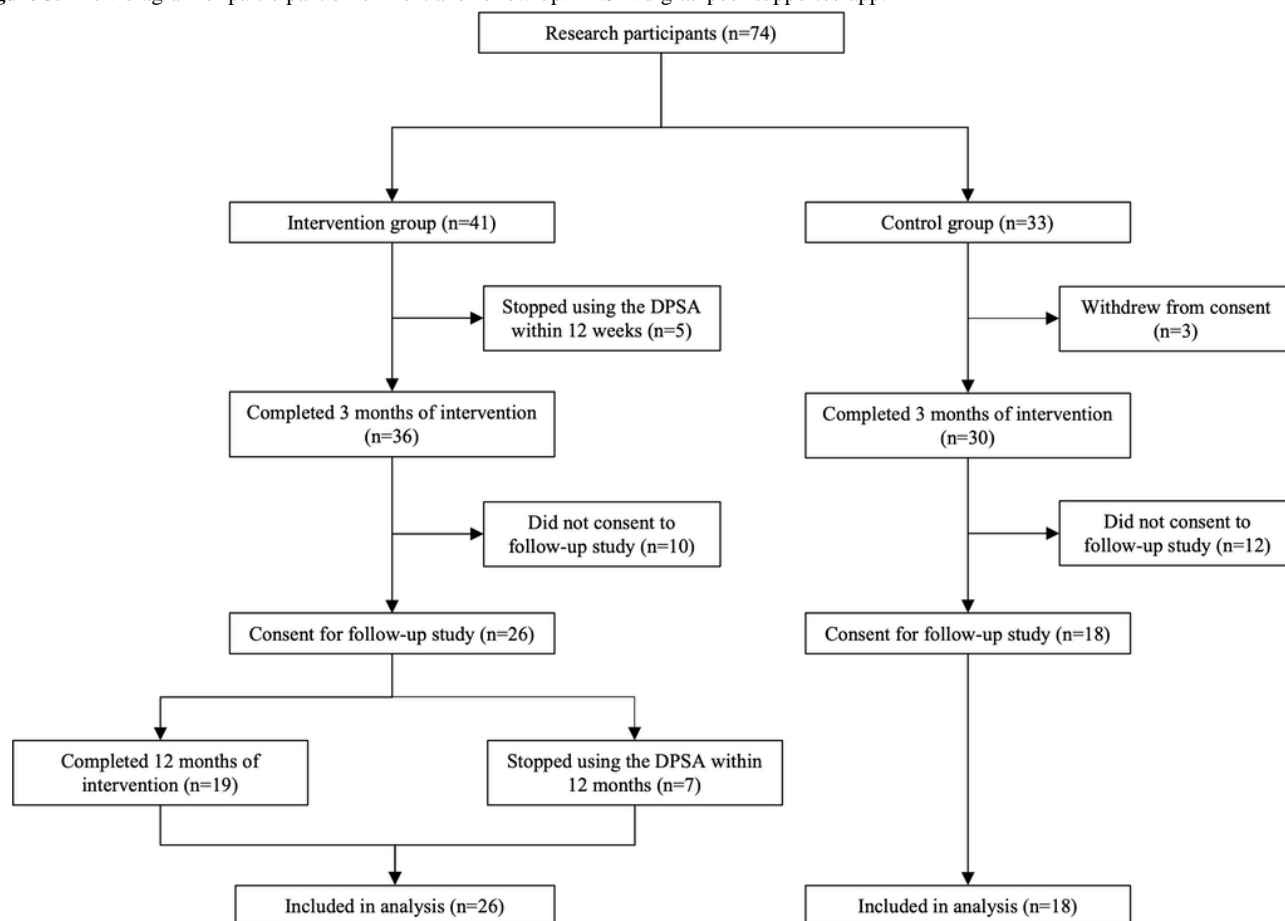 Research participants (n=74)
Intervention group (n=41)
Control group (n=33)
Stopped using the DPSA
within 12 weeks (n=5)
Withdrew from consent
(n=3)
Completed 3 months of intervention
(n=36)
Completed 3 months of intervention
(n=30)
Did not consent to
follow-up study (n=10)
Did not consent to
follow-up study (n=12)
Consent for follow-up study (n=26)
Consent for follow-up study (n=18)
Completed 12 months of
intervention (n=19)
Stopped using the DPSA within
12 months (n=7)
Included in analysis (n=26)
Included in analysis (n=18)